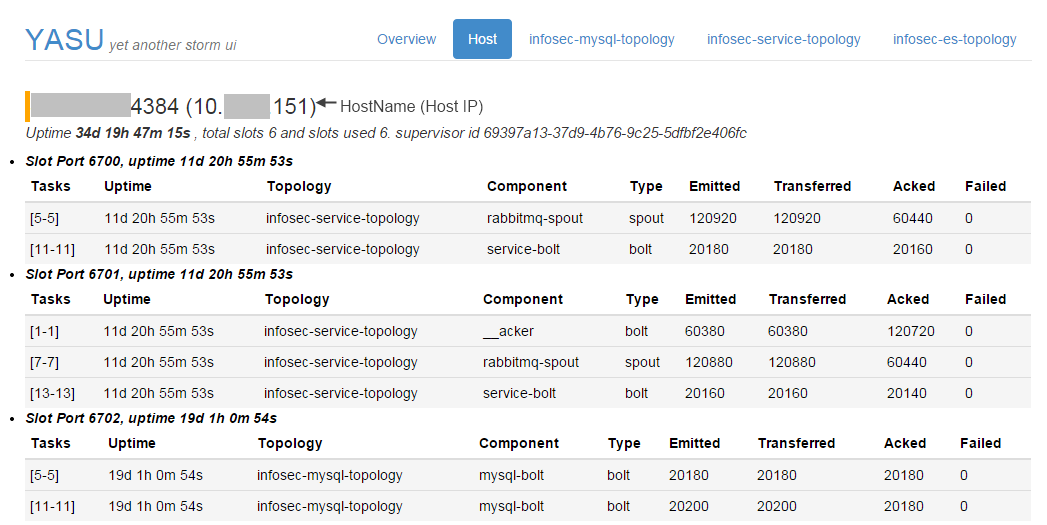 YASU yet another storm ui Overview Host infosec-mysql-topology infosec-service-topology infosec-es-topology
4384 (10. 151) HostName (Host IP)
Uptime 34d 19h 47m 15s , total slots 6 and slots used 6. supervisor id 69397a13-37d9-4b76-9c25-5dfbf2e406fc
Slot Port 6700, uptime 11d 20h 55m 53s
Tasks Uptime Topology Component Type Emitted Transferred Acked Failed
[5-5] 11d 20h 55m 53s infosec-service-topology rabbitmq-spout spout 120920 120920 60440 0
[11-11] 11d 20h 55m 53s infosec-service-topology service-bolt bolt 20180 20180 20160 0
Slot Port 6701, uptime 11d 20h 55m 53s
Tasks Uptime Topology Component Type Emitted Transferred Acked Failed
[1-1] 11d 20h 55m 53s infosec-service-topology __acker bolt 60380 60380 120720 0
[7-7] 11d 20h 55m 53s infosec-service-topology rabbitmq-spout spout 120880 120880 60440 0
[13-13] 11d 20h 55m 53s infosec-service-topology service-bolt bolt 20160 20160 20140 0
Slot Port 6702, uptime 19d 1h 0m 54s
Tasks Uptime Topology Component Type Emitted Transferred Acked Failed
[5-5] 19d 1h 0m 54s infosec-mysql-topology mysql-bolt bolt 20180 20180 20180 0
[11-11] 19d 1h 0m 54s infosec-mysql-topology mysql-bolt bolt 20200 20200 20180 0